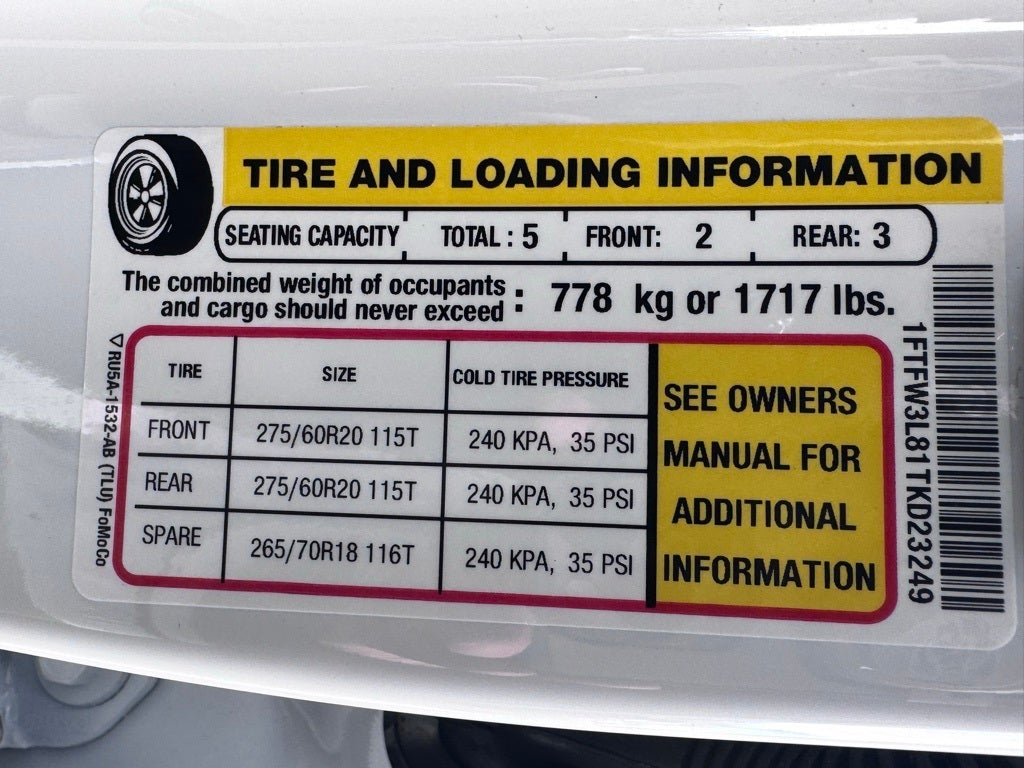 TIRE AND LOADING INFORMATION
SEATING CAPACITY TOTAL : 5 FRONT: 2 REAR: 3
The combined weight of occupants
and cargo should never exceed : 778 kg or 1717 lbs.
TIRE SIZE COLD TIRE PRESSURE
FRONT 275/60R20 115T 240 KPA, 35 PSI
REAR 275/60R20 115T 240 KPA, 35 PSI
SPARE 265/70R18 116T 240 KPA, 35 PSI
SEE OWNERS
MANUAL FOR
ADDITIONAL
INFORMATION
▽RU5A-1532-AB (TLU) FoMoCo
1FTFW3L81TKD23249